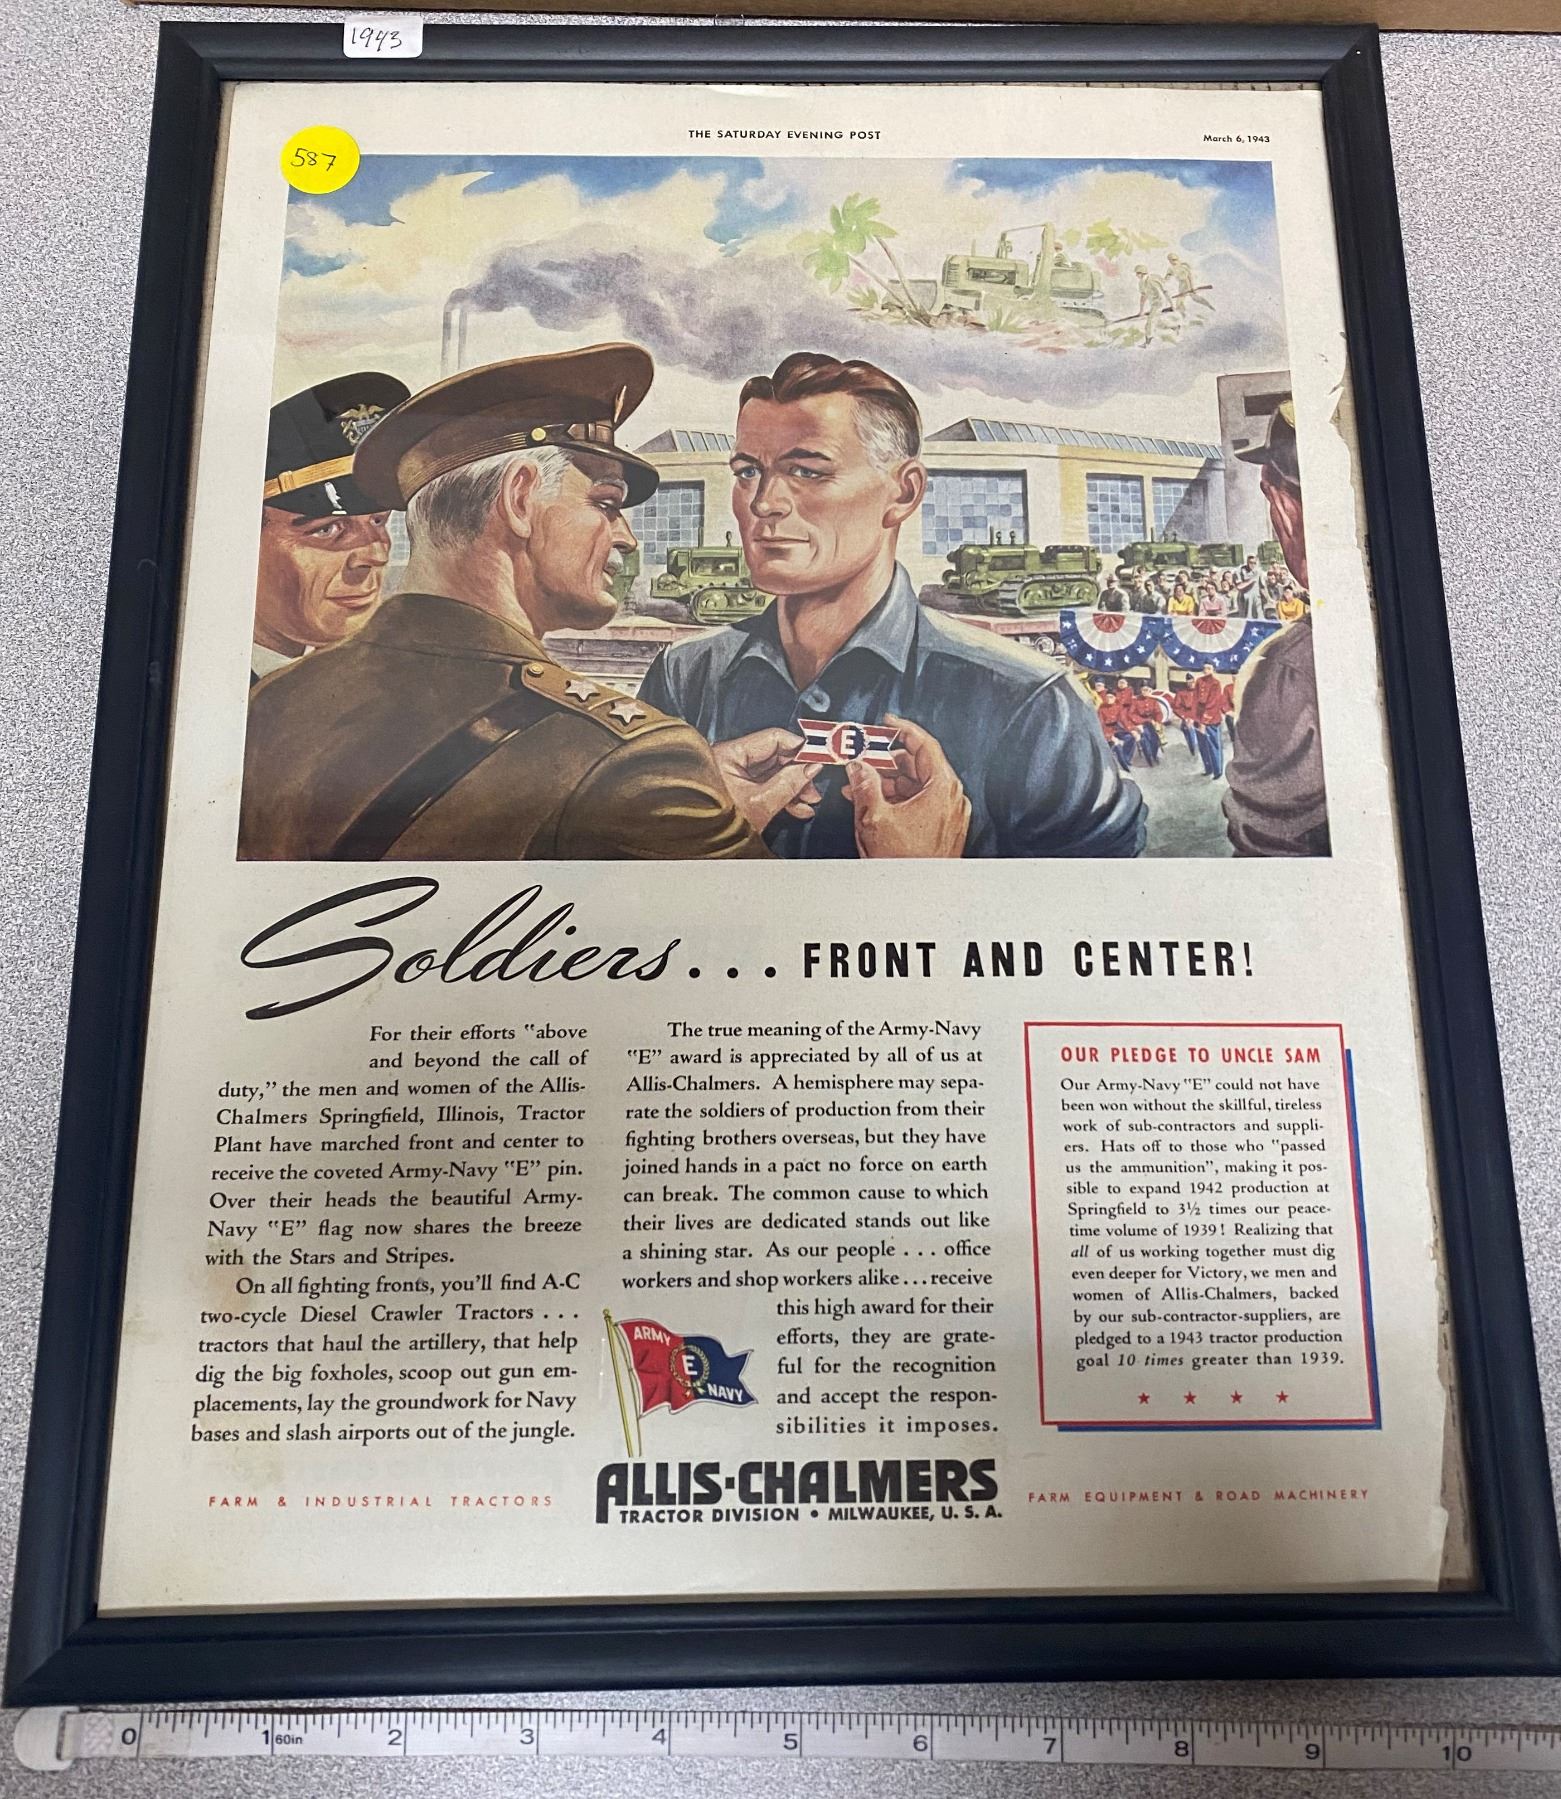 1943
587
THE SATURDAY EVENING POST
March 6, 1943
E
Soldiers... FRONT AND CENTER!
For their efforts "above
and beyond the call of
duty," the men and women of the Allis-
Chalmers Springfield, Illinois, Tractor
Plant have marched front and center to
receive the coveted Army-Navy "E" pin.
Over their heads the beautiful Army-
Navy "E" flag now shares the breeze
with the Stars and Stripes.
On all fighting fronts, you'll find A-C
two-cycle Diesel Crawler Tractors . . .
tractors that haul the artillery, that help
dig the big foxholes, scoop out gun em-
placements, lay the groundwork for Navy
bases and slash airports out of the jungle.
The true meaning of the Army-Navy
"E" award is appreciated by all of us at
Allis-Chalmers. A hemisphere may sepa-
rate the soldiers of production from their
fighting brothers overseas, but they have
joined hands in a pact no force on earth
can break. The common cause to which
their lives are dedicated stands out like
a shining star. As our people . . . office
workers and shop workers alike . . . receive
this high award for their
efforts, they are grate-
ful for the recognition
and accept the respon-
sibilities it imposes.
ARMY
E
NAVY
OUR PLEDGE TO UNCLE SAM
Our Army-Navy "E" could not have
been won without the skillful, tireless
work of sub-contractors and suppli-
ers. Hats off to those who "passed
us the ammunition", making it pos-
sible to expand 1942 production at
Springfield to 3½ times our peace-
time volume of 1939! Realizing that
all of us working together must dig
even deeper for Victory, we men and
women of Allis-Chalmers, backed
by our sub-contractor-suppliers, are
pledged to a 1943 tractor production
goal 10 times greater than 1939.
FARM & INDUSTRIAL TRACTORS
ALLIS-CHALMERS
TRACTOR DIVISION • MILWAUKEE, U. S. A.
FARM EQUIPMENT & ROAD MACHINERY
0 1 60in 2 3 4 5 6 7 8 9 10